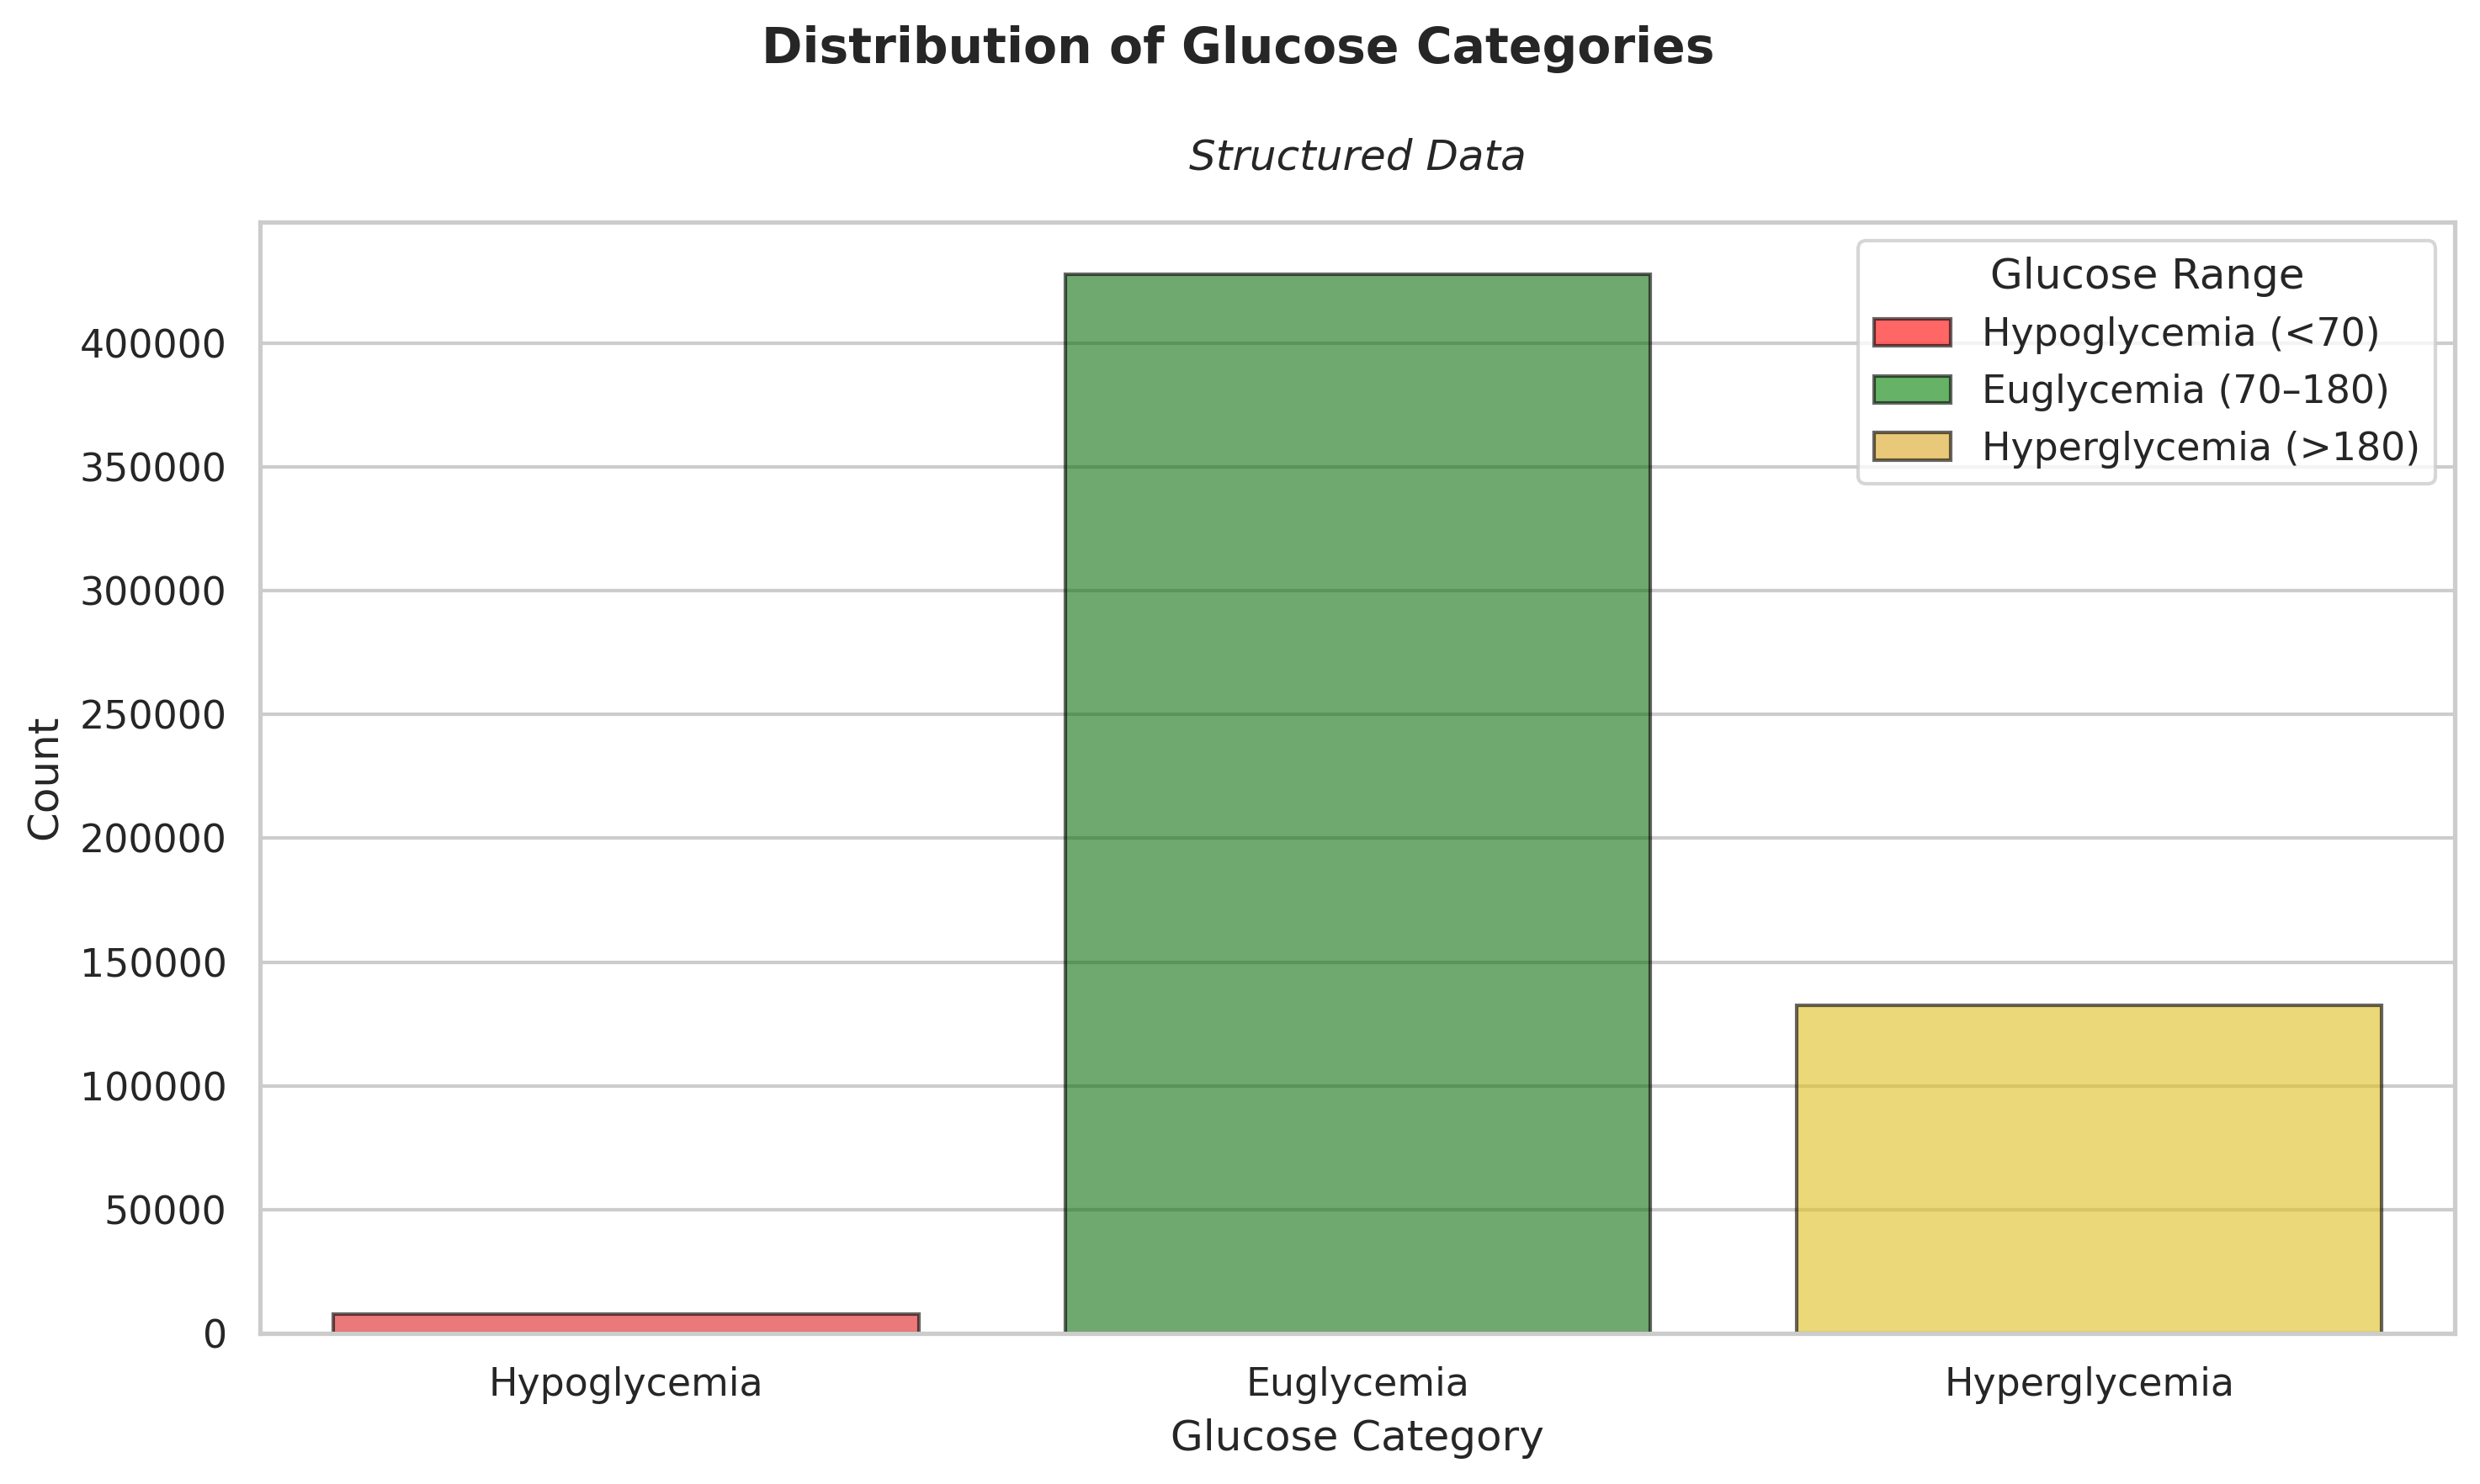 Distribution of Glucose Categories
Structured Data
Glucose Range
Hypoglycemia (<70)
Euglycemia (70–180)
Hyperglycemia (>180)
Count
400000
350000
300000
250000
200000
150000
100000
50000
0
Hypoglycemia
Euglycemia
Hyperglycemia
Glucose Category